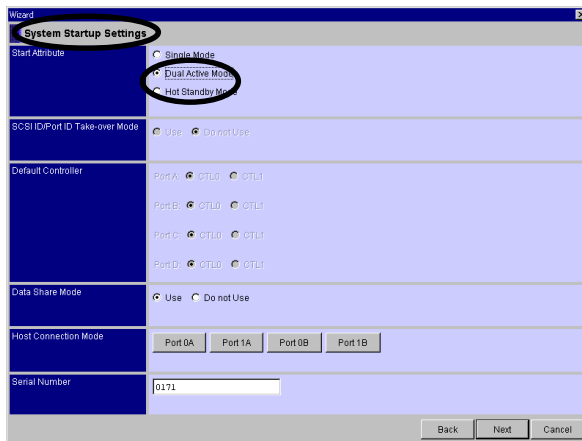 Wizard
System Startup Settings
Start Attribute
Single Mode
Dual Active Mode
Hot Standby Mode
SCSI ID/Port ID Take-over Mode
Use Do not Use
Default Controller
Port A: CTL0 CTL1
Port B: CTL0 CTL1
Port C: CTL0 CTL1
Port D: CTL0 CTL1
Data Share Mode
Use Do not Use
Host Connection Mode
Port 0A Port 1A Port 0B Port 1B
Serial Number
0171
Back Next Cancel